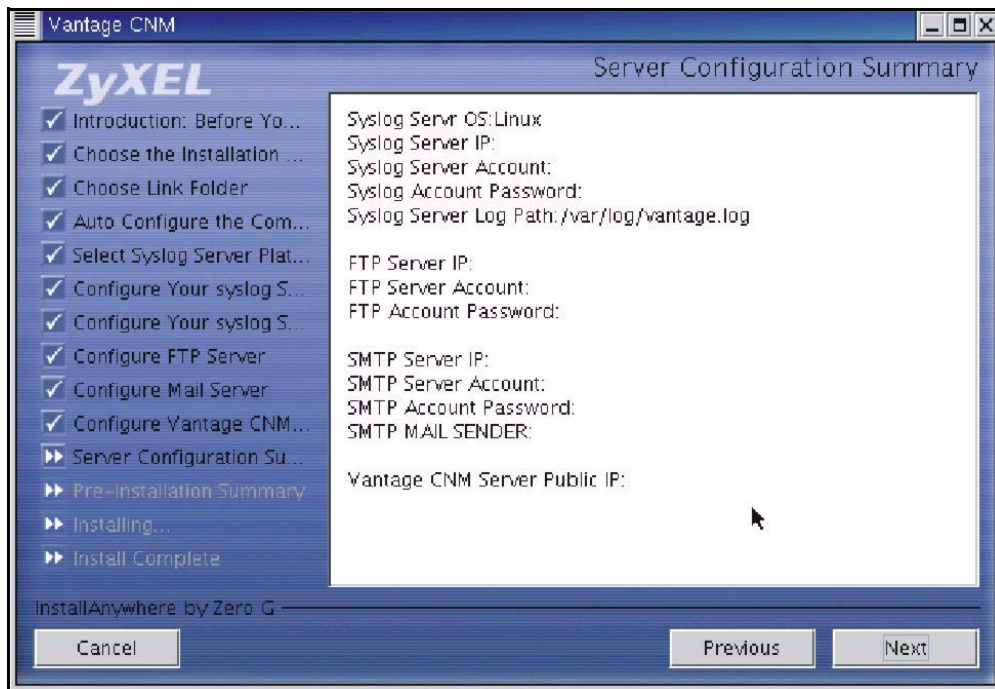 Vantage CNM
ZyXEL
Server Configuration Summary
Introduction: Before Yo...
Choose the Installation ...
Choose Link Folder
Auto Configure the Com...
Select Syslog Server Plat...
Configure Your syslog S...
Configure Your syslog S...
Configure FTP Server
Configure Mail Server
Configure Vantage CNM...
Server Configuration Su...
Pre-Installation Summary
Installing...
Install Complete
Syslog Servr OS:Linux
Syslog Server IP:
Syslog Server Account:
Syslog Account Password:
Syslog Server Log Path:/var/log/vantage.log
FTP Server IP:
FTP Server Account:
FTP Account Password:
SMTP Server IP:
SMTP Server Account:
SMTP Account Password:
SMTP MAIL SENDER:
Vantage CNM Server Public IP:
InstallAnywhere by Zero G
Cancel
Previous
Next